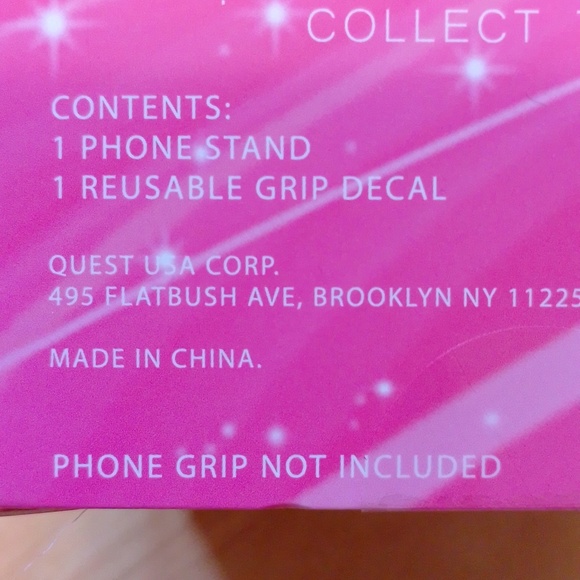 COLLECT
CONTENTS:
1 PHONE STAND
1 REUSABLE GRIP DECAL
QUEST USA CORP.
495 FLATBUSH AVE, BROOKLYN NY 11225
MADE IN CHINA.
PHONE GRIP NOT INCLUDED